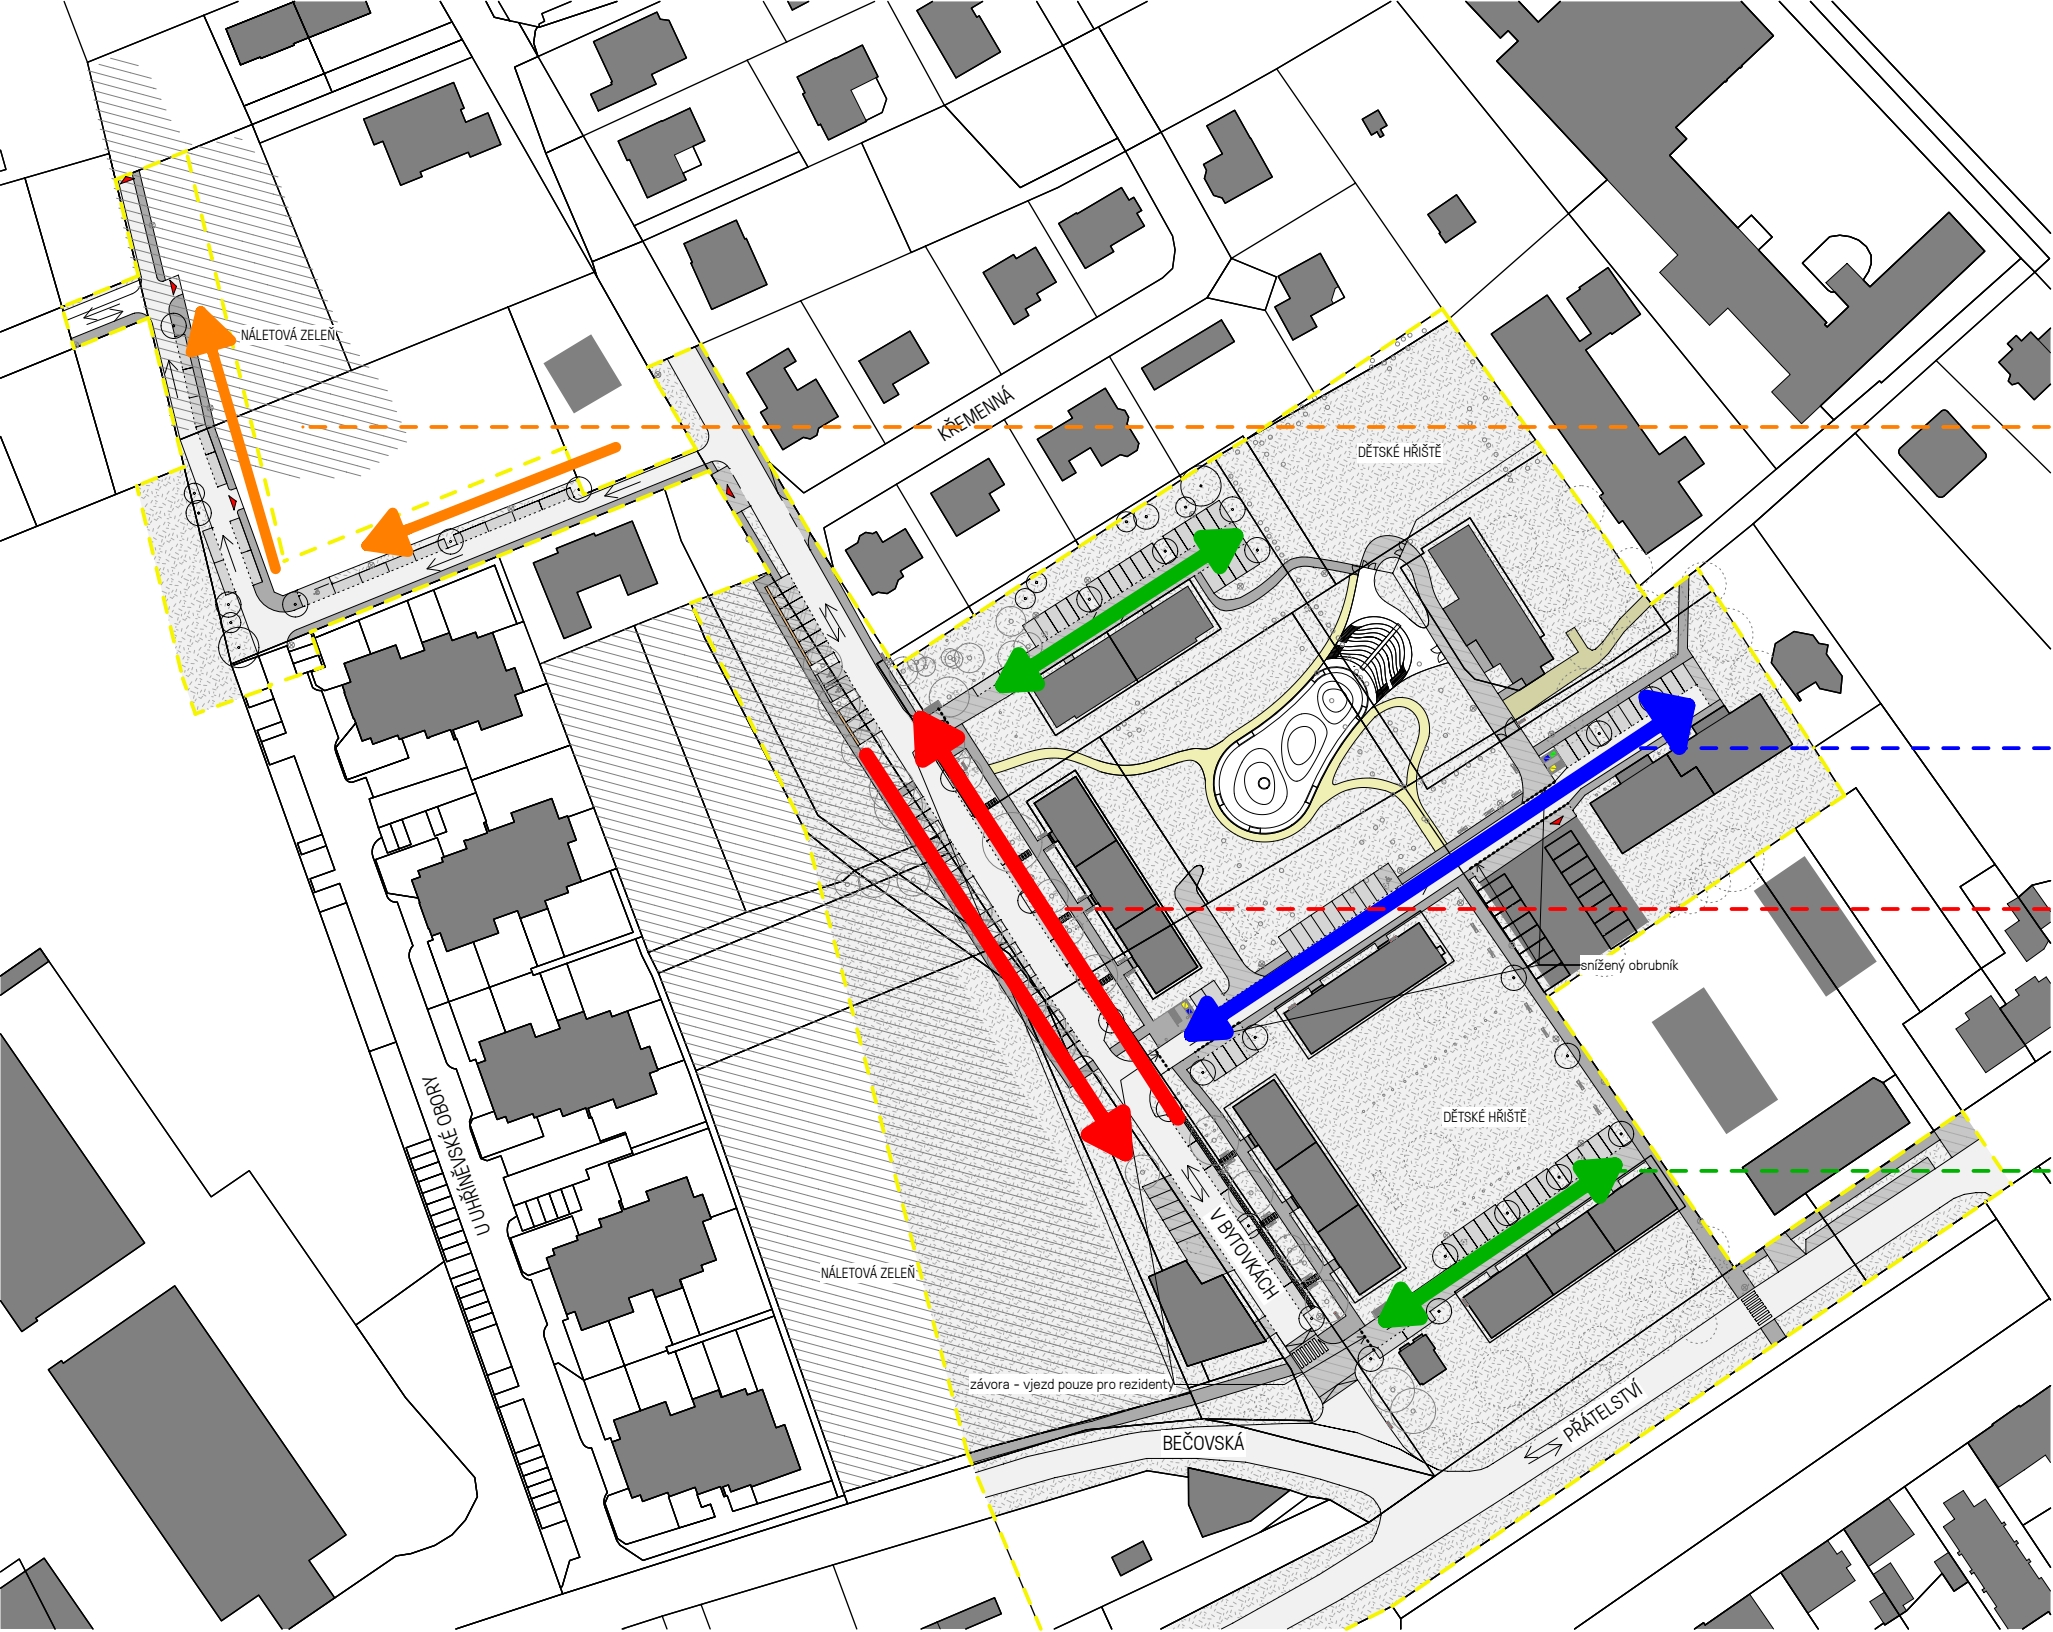 NÁLETOVÁ ZELEŇ
KŘEMENNÁ
DĚTSKÉ HŘIŠTĚ
snížený obrubník
DĚTSKÉ HŘIŠTĚ
U UHŘÍNĚVSKÉ OBORY
V BYTOVKÁCH
NÁLETOVÁ ZELEŇ
závora - vjezd pouze pro rezidenty
BEČOVSKÁ
PŘÁTELSTVÍ